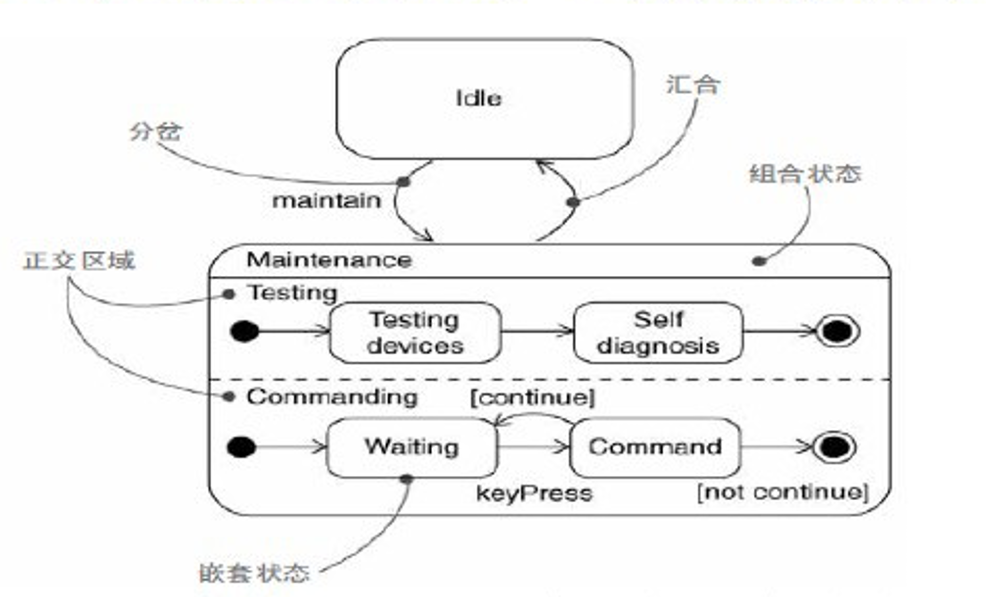 Idle
汇合
分岔
组合状态
maintain
正交区域
Maintenance
Testing
Testing
devices
Self
diagnosis
Commanding
[continue]
Waiting
Command
keyPress
[not continue]
嵌套状态